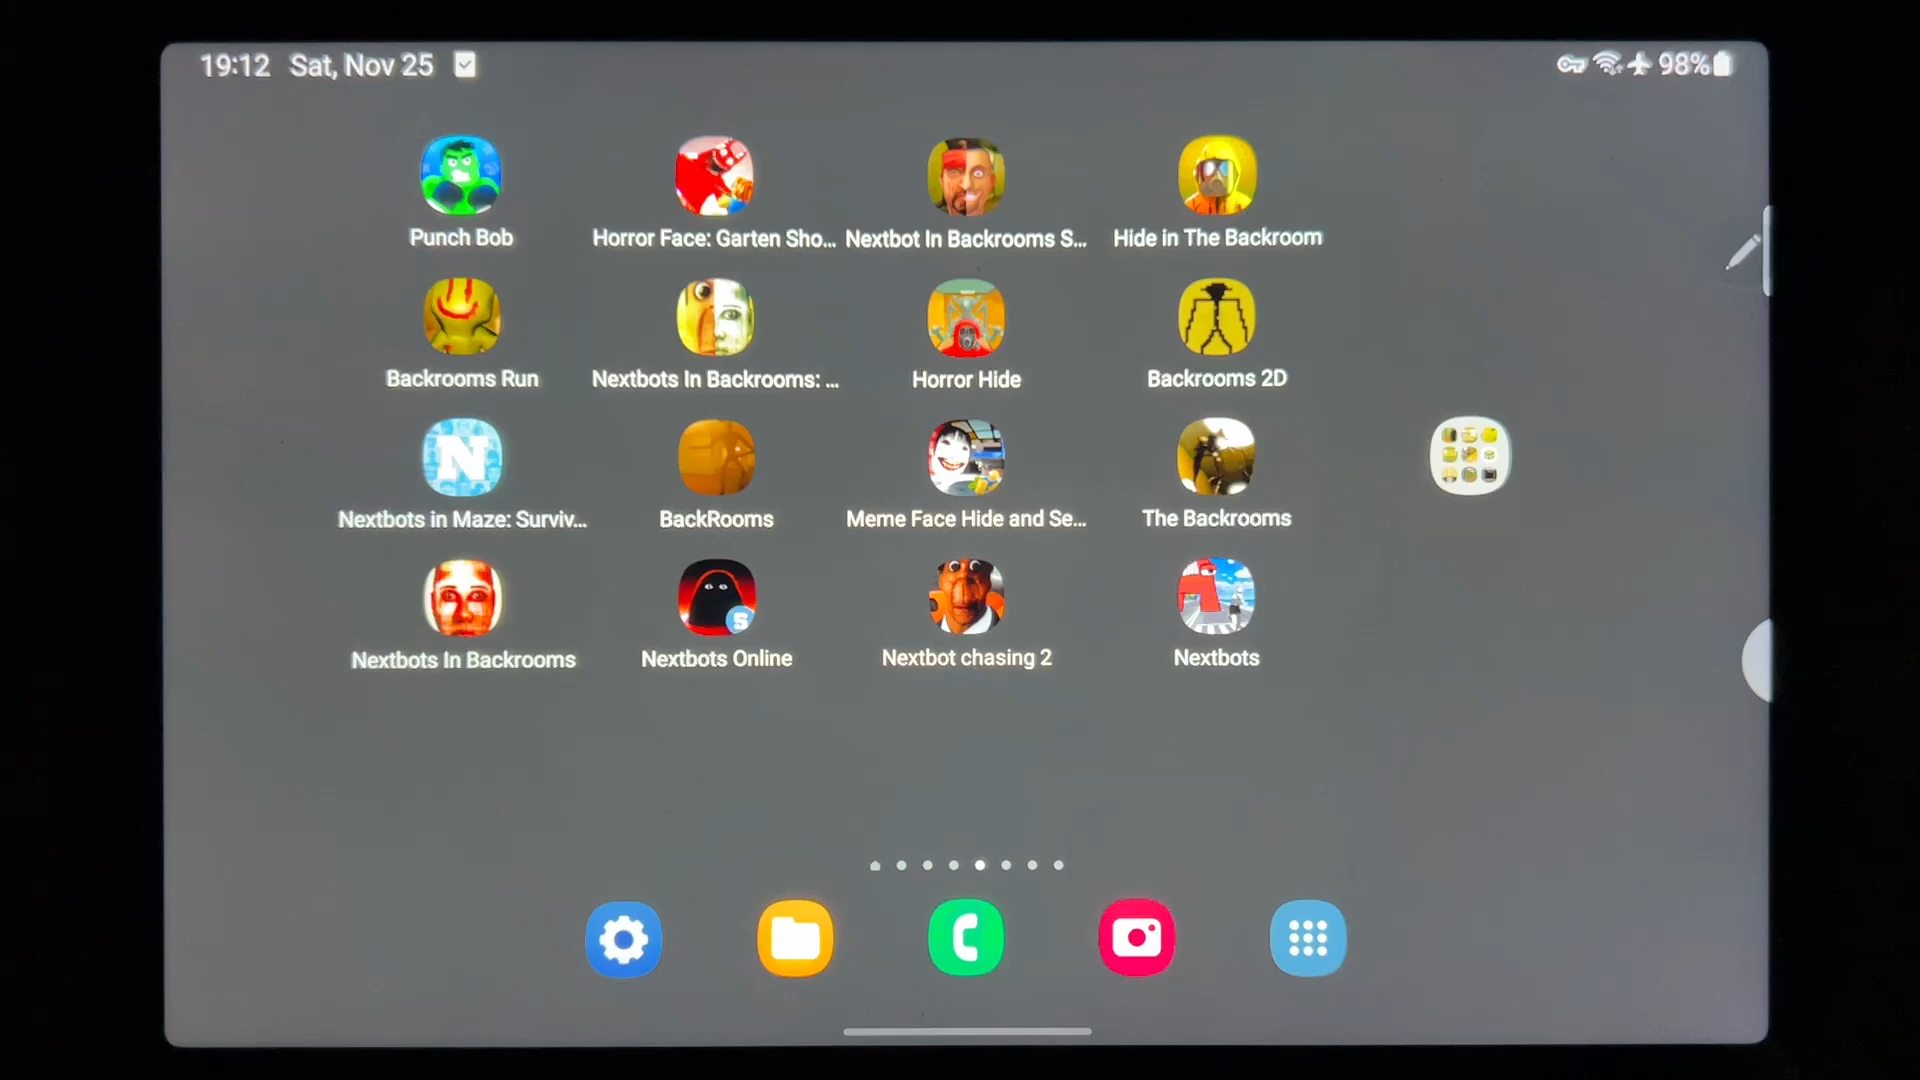 19:12 Sat, Nov 25
98%
Punch Bob
Horror Face: Garten Sho...
Nextbot In Backrooms S...
Hide in The Backroom
Backrooms Run
Nextbots In Backrooms: ...
Horror Hide
Backrooms 2D
N
Nextbots in Maze: Surviv...
BackRooms
Meme Face Hide and Se...
The Backrooms
S
Nextbots In Backrooms
Nextbots Online
Nextbot chasing 2
Nextbots